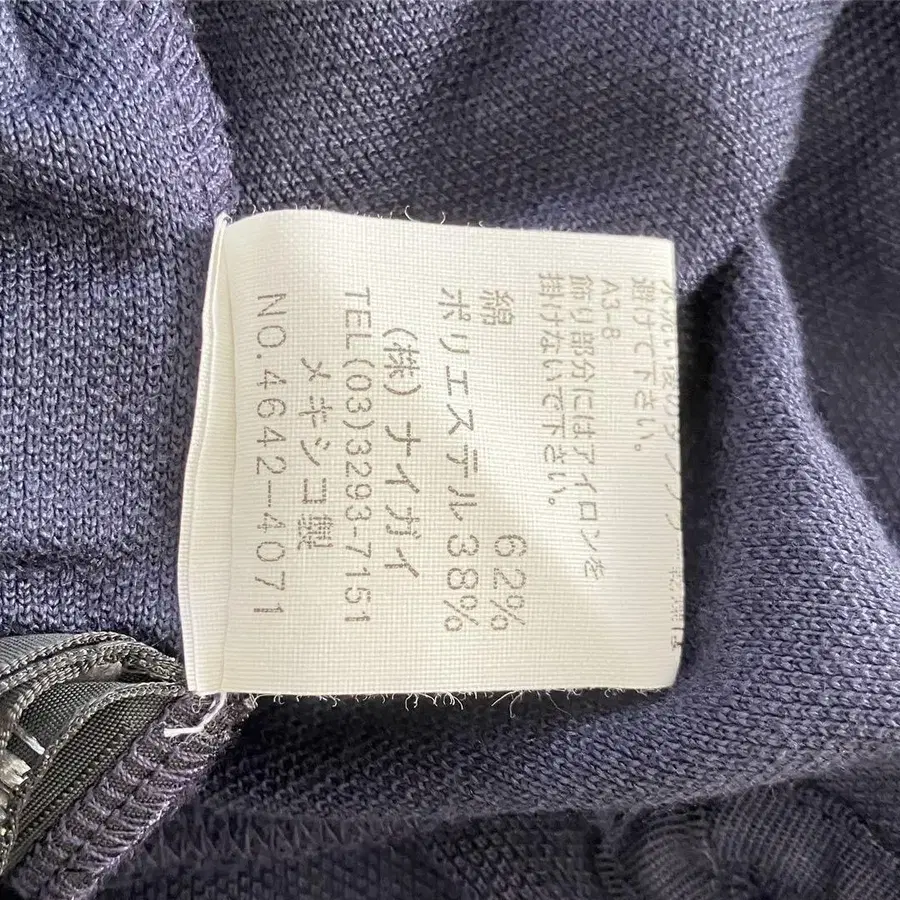 避けて下さい。
A3-8
飾り部分にはアイロンを
掛けないで下さい。
綿 62%
ポリエステル 38%
(株)ナイガイ
TEL(03)3293-7151
メキシコ製
NO.4642-4071